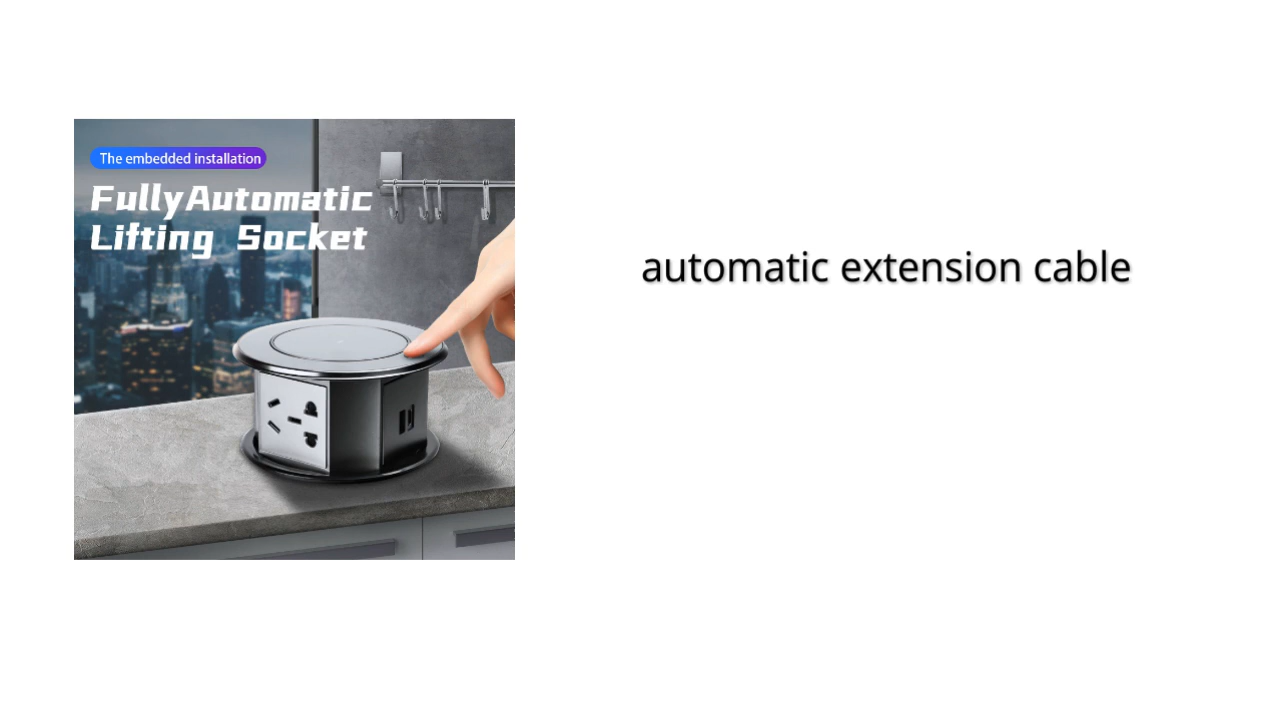 The embedded installation
FullyAutomatic
Lifting Socket
automatic extension cable